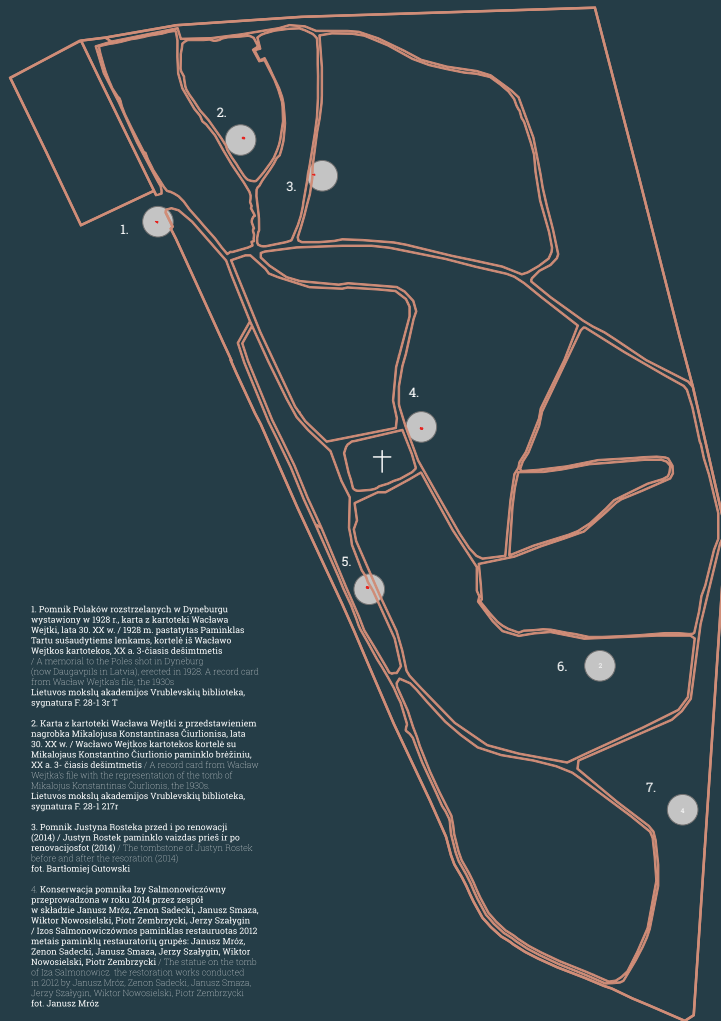 2.
3.
1.
4.
5.
6.
2
7.
4
1. Pomnik Polaków rozstrzelanych w Dyneburgu
wystawiony w 1928 r., karta z kartoteki Wacława
Wejtki, lata 30. XX w. / 1928 m. pastatytas Paminklas
Tartu sušaudytiems lenkams, kortelė iš Wacławo
Wejtkos kartotekos, XX a. 3-čiasis dešimtmetis
/ A memorial to the Poles shot in Dyneburg
(now Daugavpils in Latvia), erected in 1928. A record card
from Wacław Wejtka's file, the 1930s
Lietuvos mokslų akademijos Vrublevskių biblioteka,
sygnatura F. 28-1 3r T
2. Karta z kartoteki Wacława Wejtki z przedstawieniem
nagrobka Mikalojusa Konstantinasa Čiurlionisa, lata
30. XX w. / Wacławo Wejtkos kartotekos kortelė su
Mikalojaus Konstantino Čiurlionio paminklo brėžiniu,
XX a. 3- čiasis dešimtmetis / A record card from Wacław
Wejtka's file with the representation of the tomb of
Mikalojus Konstantinas Čiurlionis, the 1930s.
Lietuvos mokslų akademijos Vrublevskių biblioteka,
sygnatura F. 28-1 217r
3. Pomnik Justyna Rosteka przed i po renowacji
(2014) / Justyn Rostek paminklo vaizdas prieš ir po
renovacijosfot (2014) / The tombstone of Justyn Rostek
before and after the resoration (2014)
fot. Bartłomiej Gutowski
4. Konserwacja pomnika Izy Salmonowiczówny
przeprowadzona w roku 2014 przez zespół
w składzie Janusz Mróz, Zenon Sadecki, Janusz Smaza,
Wiktor Nowosielski, Piotr Zembrzycki, Jerzy Szałygin
/ Izos Salmonowiczównos paminklas restauruotas 2012
metais paminklų restauratorių grupės: Janusz Mróz,
Zenon Sadecki, Janusz Smaza, Jerzy Szałygin, Wiktor
Nowosielski, Piotr Zembrzycki / The statue on the tomb
of Iza Salmonowicz the restoration works conducted
in 2012 by Janusz Mróz, Zenon Sadecki, Janusz Smaza,
Jerzy Szałygin, Wiktor Nowosielski, Piotr Zembrzycki
fot. Janusz Mróz